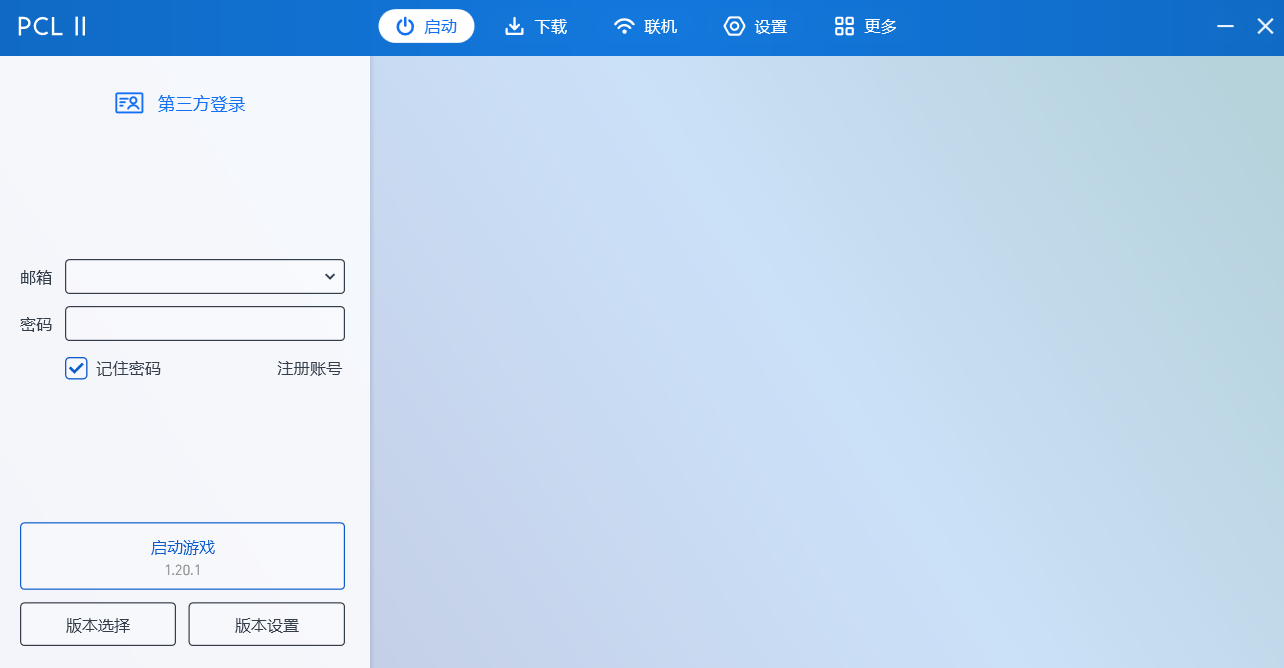 PCL II
启动
下载
联机
设置
更多
第三方登录
邮箱
密码
记住密码
注册账号
启动游戏
1.20.1
版本选择
版本设置